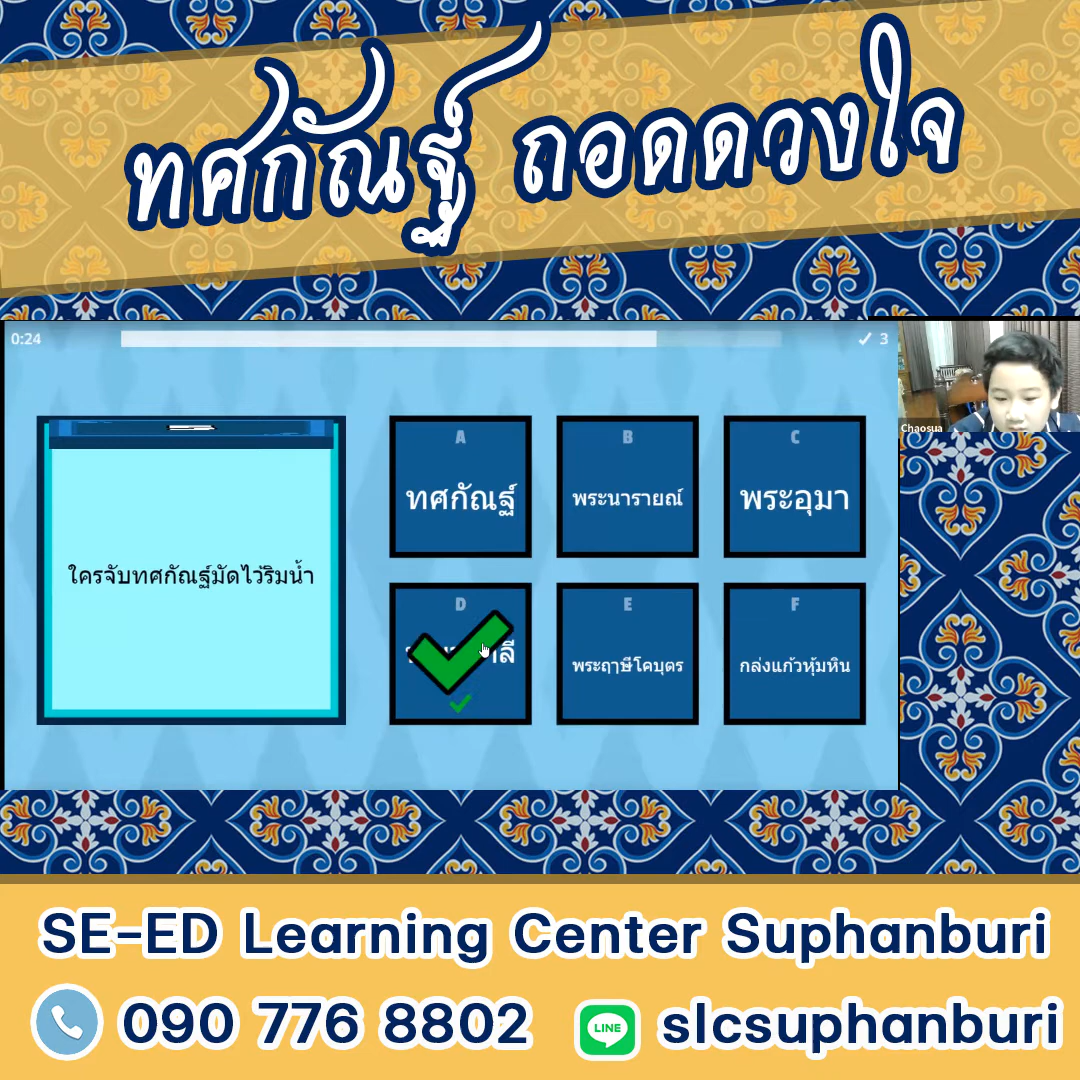 ทศกัณฐ์ ถอดดวงใจ
0:24
3
Chaosua
A
B
C
ทศกัณฐ์
พระนารายณ์
พระอุมา
ใครจับทศกัณฐ์มัดไว้ริมน้ำ
D
E
F
พระฤาษีโคบุตร
กล่งแก้วหุ้มหิน
SE-ED Learning Center Suphanburi
090 776 8802
LINE
slcsuphanburi